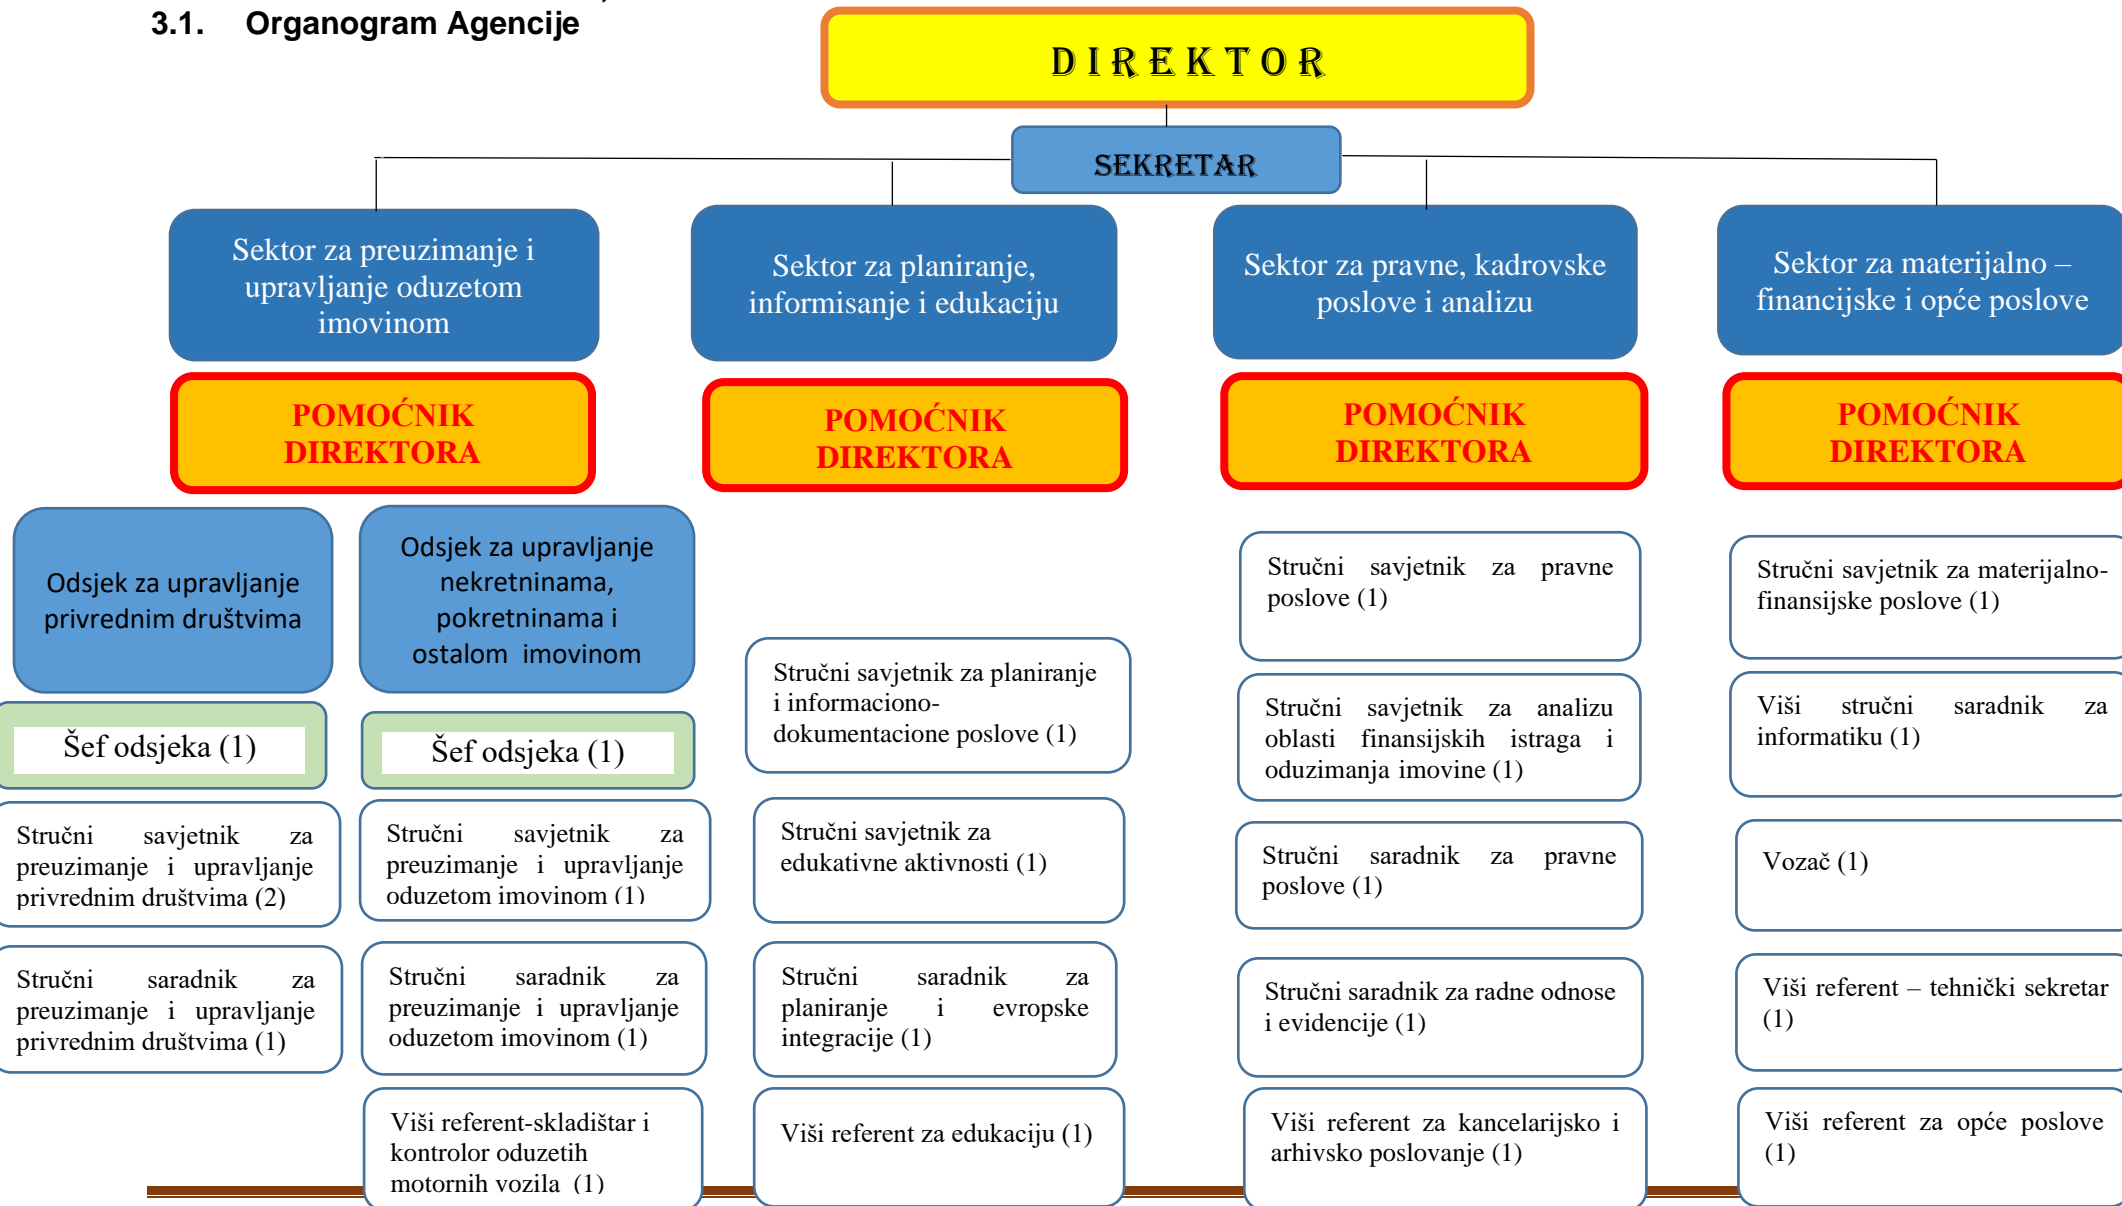 3.1. Organogram Agencije
DIREKTOR
SEKRETAR
Sektor za preuzimanje i
upravljanje oduzetom
imovinom
Sektor za planiranje,
informisanje i edukaciju
Sektor za pravne, kadrovske
poslove i analizu
Sektor za materijalno –
financijske i opće poslove
POMOĆNIK
DIREKTORA
POMOĆNIK
DIREKTORA
POMOĆNIK
DIREKTORA
POMOĆNIK
DIREKTORA
Odsjek za upravljanje
privrednim društvima
Šef odsjeka (1)
Stručni savjetnik za
preuzimanje i upravljanje
privrednim društvima (2)
Stručni saradnik za
preuzimanje i upravljanje
privrednim društvima (1)
Odsjek za upravljanje
nekretninama,
pokretninama i
ostalom imovinom
Šef odsjeka (1)
Stručni savjetnik za
preuzimanje i upravljanje
oduzetom imovinom (1)
Stručni saradnik za
preuzimanje i upravljanje
oduzetom imovinom (1)
Viši referent-skladištar i
kontrolor oduzetih
motornih vozila (1)
Stručni savjetnik za planiranje
i informaciono-
dokumentacione poslove (1)
Stručni savjetnik za
edukativne aktivnosti (1)
Stručni saradnik za
planiranje i evropske
integracije (1)
Viši referent za edukaciju (1)
Stručni savjetnik za pravne
poslove (1)
Stručni savjetnik za analizu
oblasti finansijskih istraga i
oduzimanja imovine (1)
Stručni saradnik za pravne
poslove (1)
Stručni saradnik za radne odnose
i evidencije (1)
Viši referent za kancelarijsko i
arhivsko poslovanje (1)
Stručni savjetnik za materijalno-
finansijske poslove (1)
Viši stručni saradnik za
informatiku (1)
Vozač (1)
Viši referent – tehnički sekretar
(1)
Viši referent za opće poslove
(1)